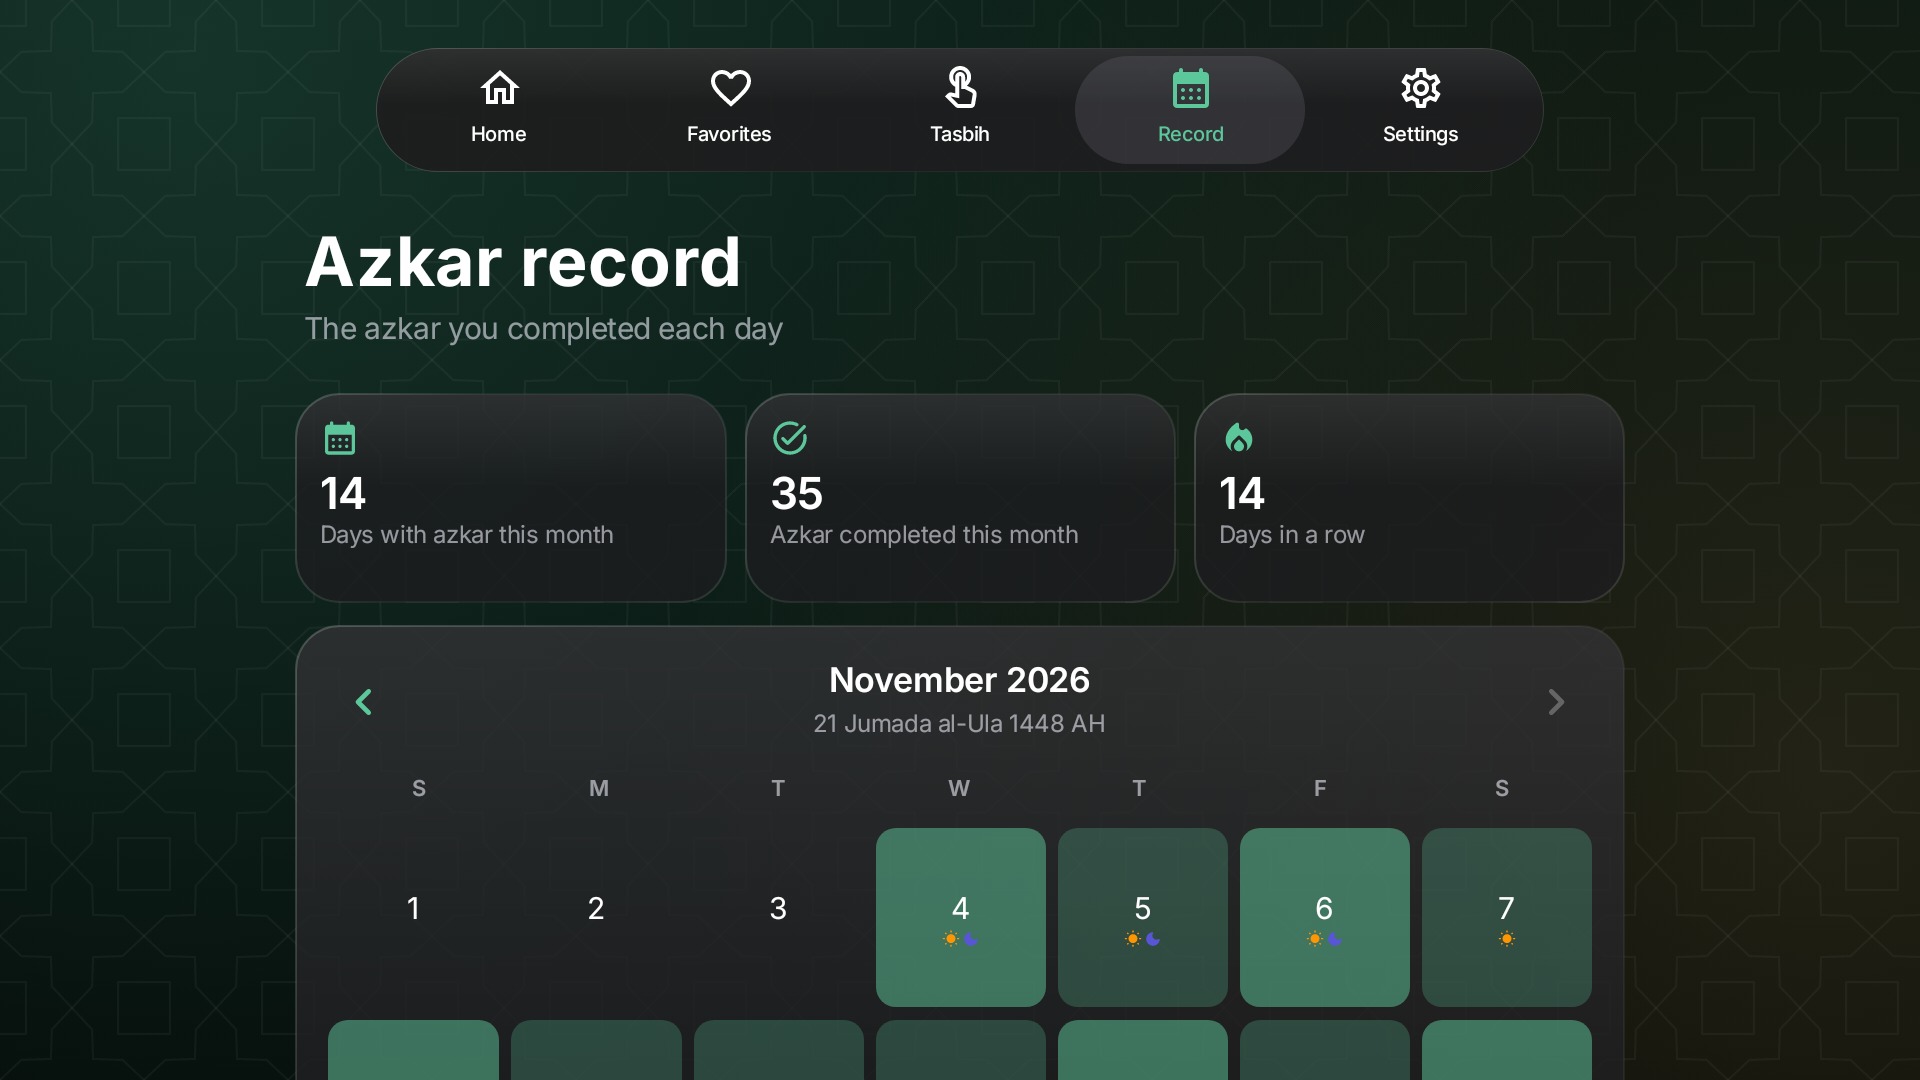 Home
Favorites
Tasbih
Record
Settings
Azkar record
The azkar you completed each day
14
Days with azkar this month
35
Azkar completed this month
14
Days in a row
November 2026
21 Jumada al-Ula 1448 AH
S M T W T F S
1 2 3 4 5 6 7